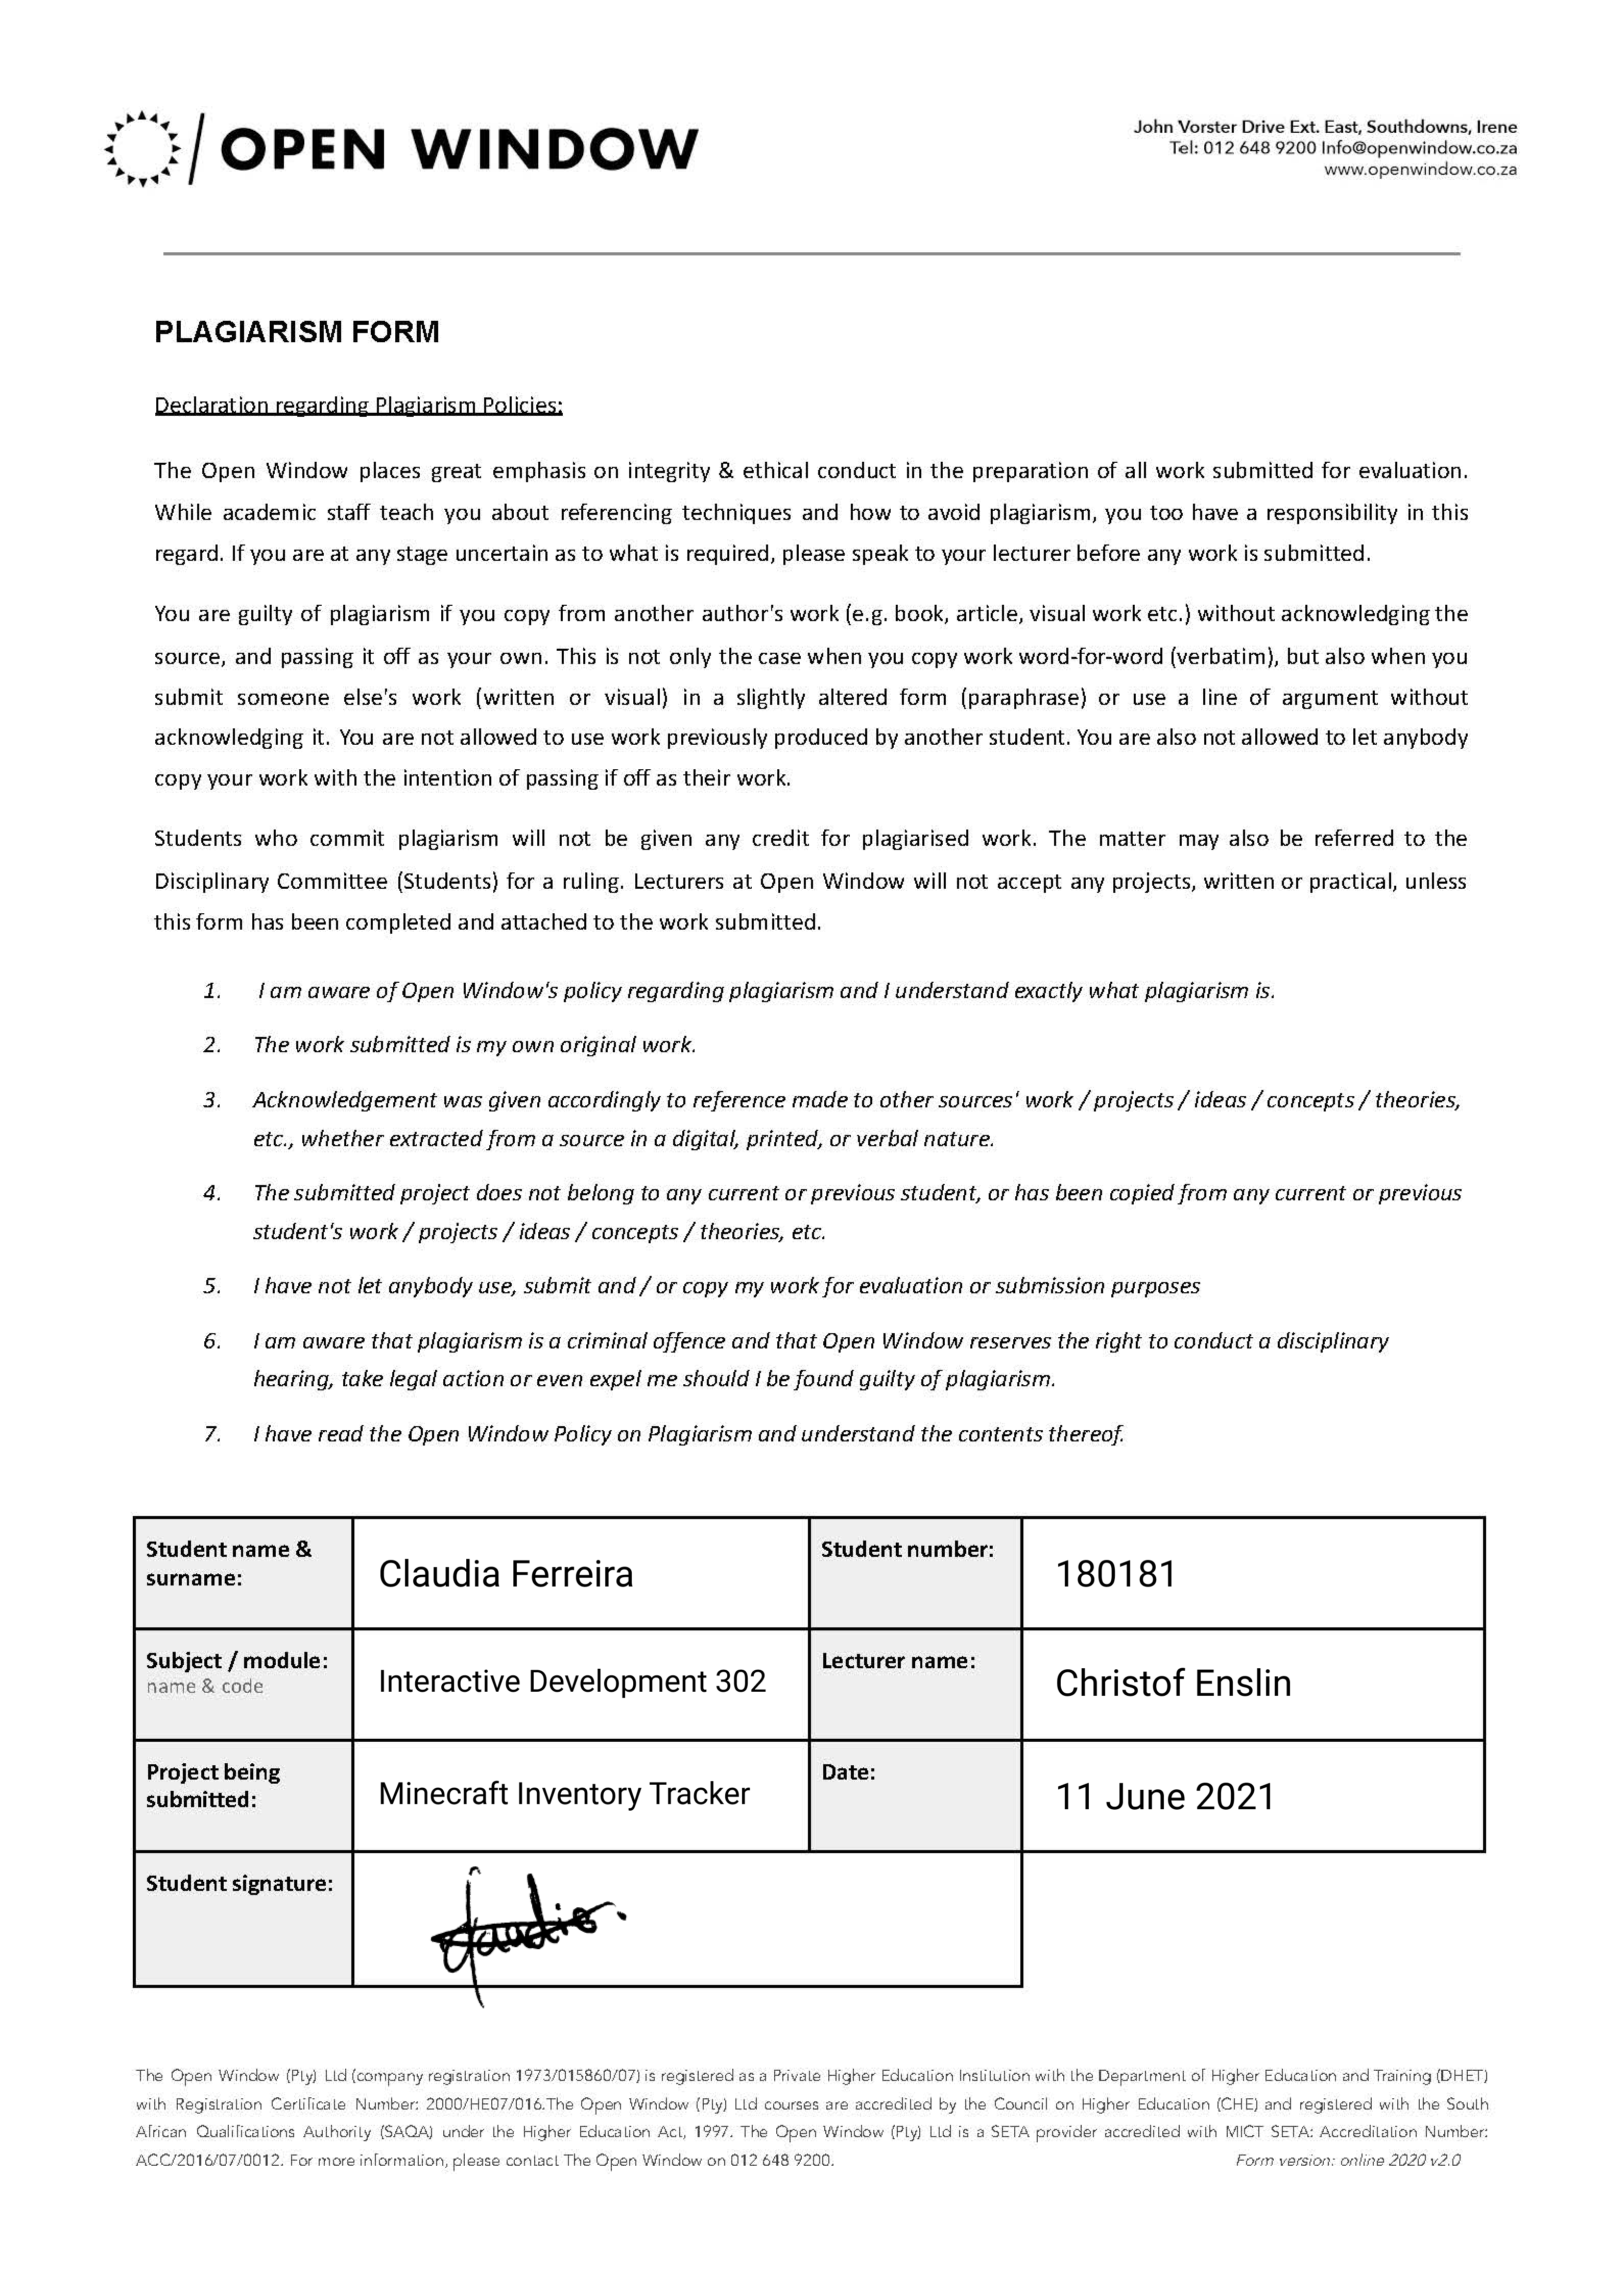 OPEN WINDOW
John Vorster Drive Ext. East, Southdowns, Irene
Tel: 012 648 9200 Info@openwindow.co.za
www.openwindow.co.za
PLAGIARISM FORM
Declaration regarding Plagiarism Policies:
The Open Window places great emphasis on integrity & ethical conduct in the preparation of all work submitted for evaluation.
While academic staff teach you about referencing techniques and how to avoid plagiarism, you too have a responsibility in this
regard. If you are at any stage uncertain as to what is required, please speak to your lecturer before any work is submitted.
You are guilty of plagiarism if you copy from another author's work (e.g. book, article, visual work etc.) without acknowledging the
source, and passing it off as your own. This is not only the case when you copy work word-for-word (verbatim), but also when you
submit someone else's work (written or visual) in a slightly altered form (paraphrase) or use a line of argument without
acknowledging it. You are not allowed to use work previously produced by another student. You are also not allowed to let anybody
copy your work with the intention of passing if off as their work.
Students who commit plagiarism will not be given any credit for plagiarised work. The matter may also be referred to the
Disciplinary Committee (Students) for a ruling. Lecturers at Open Window will not accept any projects, written or practical, unless
this form has been completed and attached to the work submitted.
1. I am aware of Open Window's policy regarding plagiarism and I understand exactly what plagiarism is.
2. The work submitted is my own original work.
3. Acknowledgement was given accordingly to reference made to other sources' work / projects / ideas / concepts / theories,
etc., whether extracted from a source in a digital, printed, or verbal nature.
4. The submitted project does not belong to any current or previous student, or has been copied from any current or previous
student's work / projects / ideas / concepts / theories, etc.
5. I have not let anybody use, submit and / or copy my work for evaluation or submission purposes
6. I am aware that plagiarism is a criminal offence and that Open Window reserves the right to conduct a disciplinary
hearing, take legal action or even expel me should I be found guilty of plagiarism.
7. I have read the Open Window Policy on Plagiarism and understand the contents thereof.
Student name & surname: Claudia Ferreira Student number: 180181
Subject / module: name & code Interactive Development 302 Lecturer name: Christof Enslin
Project being submitted: Minecraft Inventory Tracker Date: 11 June 2021
Student signature: Claudia.
The Open Window (Pty) Ltd (company registration 1973/015860/07) is registered as a Private Higher Education Institution with the Department of Higher Education and Training (DHET)
with Registration Certificate Number: 2000/HE07/016.The Open Window (Pty) Ltd courses are accredited by the Council on Higher Education (CHE) and registered with the South
African Qualifications Authority (SAQA) under the Higher Education Act, 1997. The Open Window (Pty) Ltd is a SETA provider accredited with MICT SETA: Accreditation Number:
ACC/2016/07/0012. For more information, please contact The Open Window on 012 648 9200. Form version: online 2020 v2.0